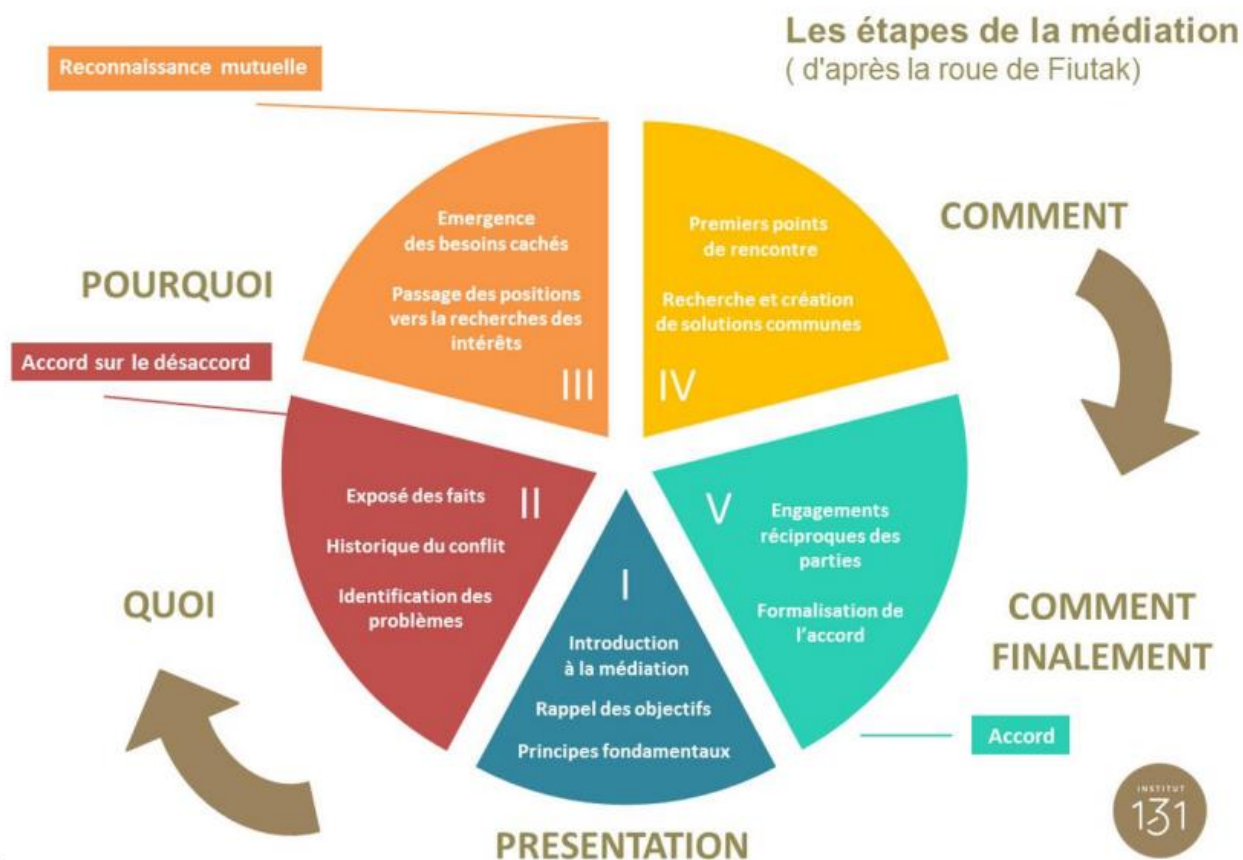 Les étapes de la médiation
( d'après la roue de Fiutak)
Reconnaissance mutuelle
POURQUOI
Emergence
des besoins cachés
Passage des positions
vers la recherches des
intérêts
III
Premiers points
de rencontre
Recherche et création
de solutions communes
IV
COMMENT
Accord sur le désaccord
QUOI
Exposé des faits
Historique du conflit
Identification des
problèmes
II
I
Introduction
à la médiation
Rappel des objectifs
Principes fondamentaux
V
Engagements
réciproques des
parties
Formalisation de
l'accord
COMMENT
FINALEMENT
Accord
PRESENTATION
INSTITUT
131